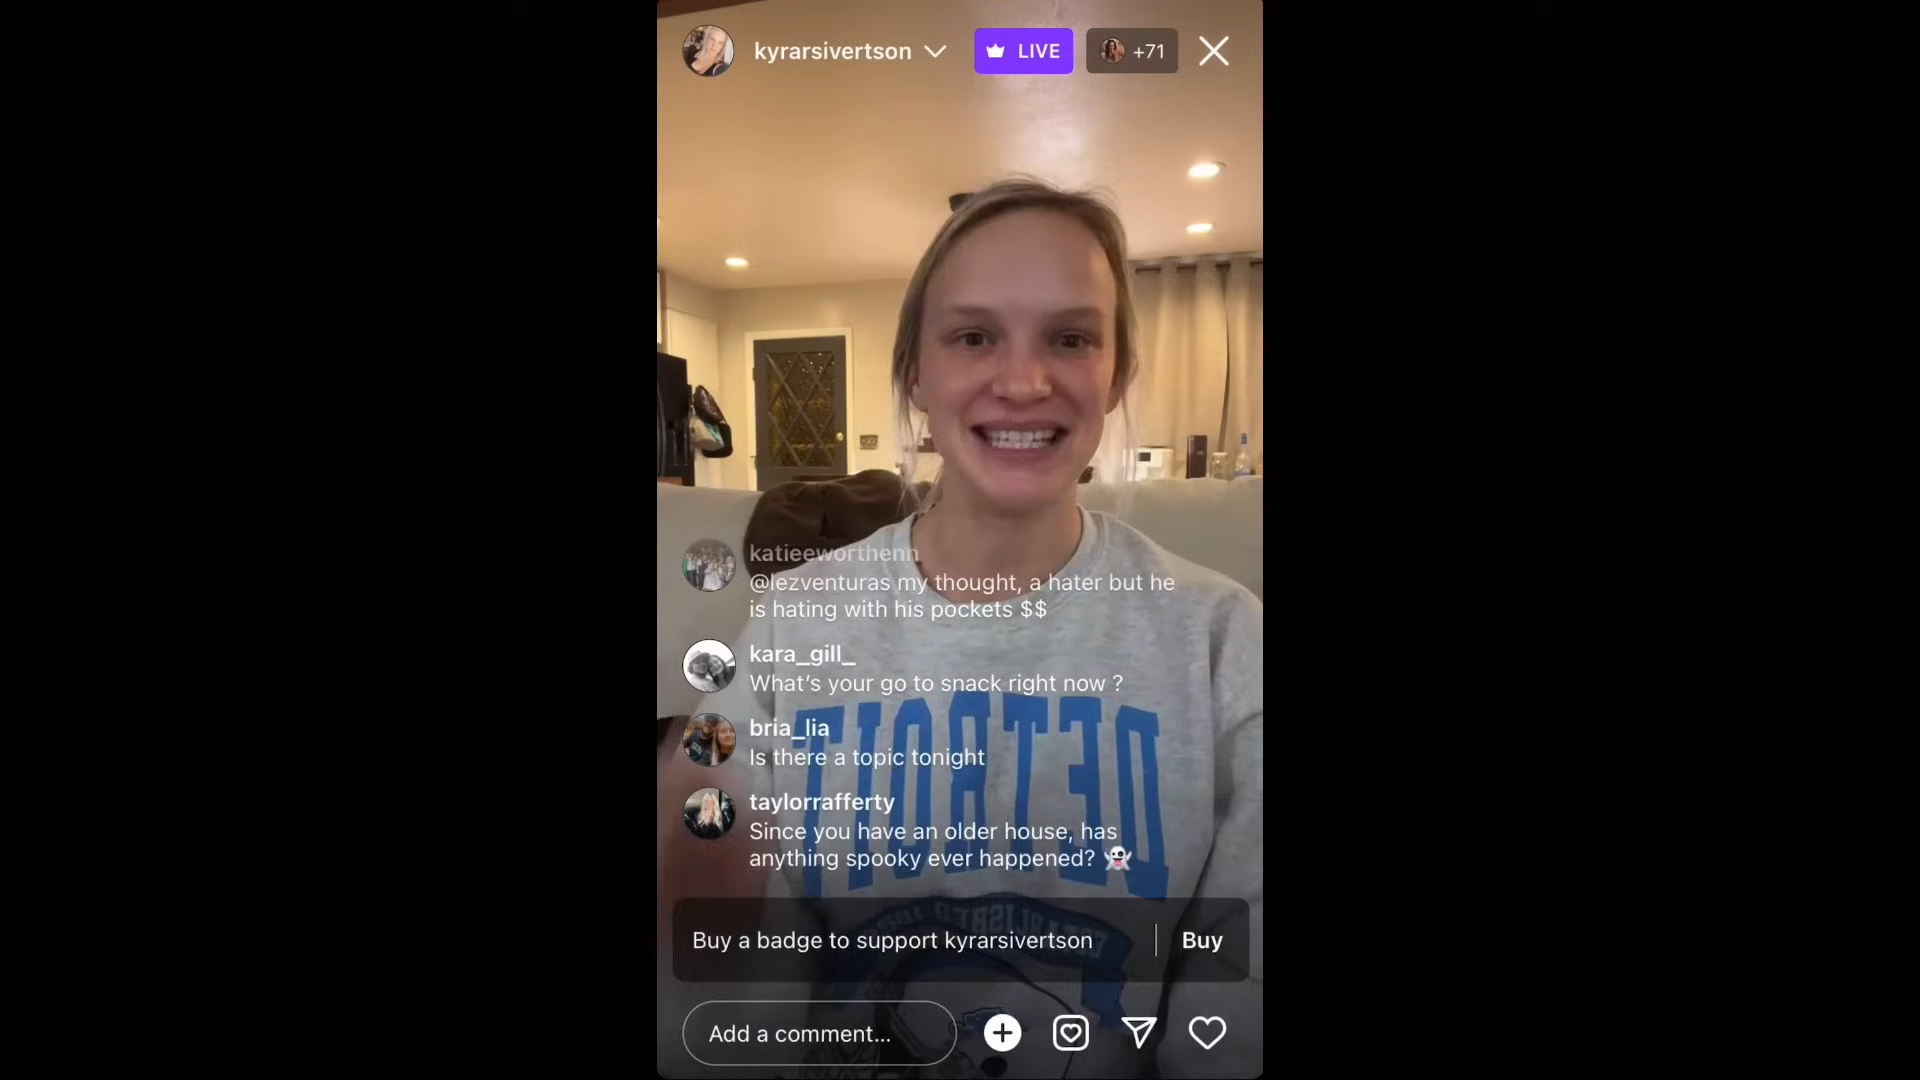 kyrarsivertson
LIVE
+71
katieeworthenn
@lezventuras my thought, a hater but he
is hating with his pockets $$
kara_gill_
What's your go to snack right now ?
bria_lia
Is there a topic tonight
taylorrafferty
Since you have an older house, has
anything spooky ever happened? 👻
DETROIT
ESTABLISHED
Buy a badge to support kyrarsivertson
Buy
Add a comment...